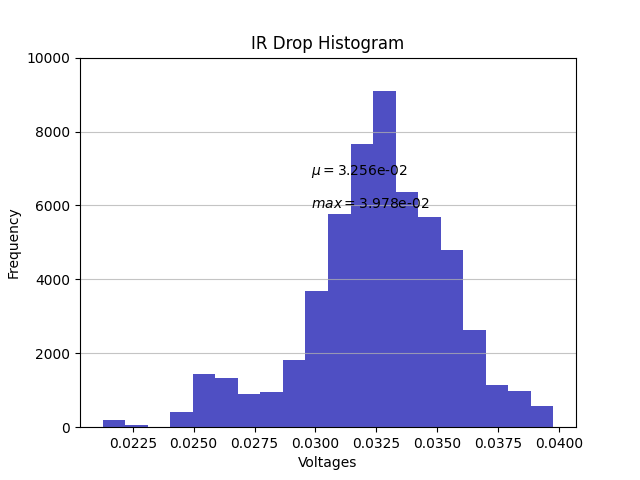 IR Drop Histogram
10000
8000
6000
4000
2000
0
Frequency
μ = 3.256e-02
max = 3.978e-02
0.0225 0.0250 0.0275 0.0300 0.0325 0.0350 0.0375 0.0400
Voltages